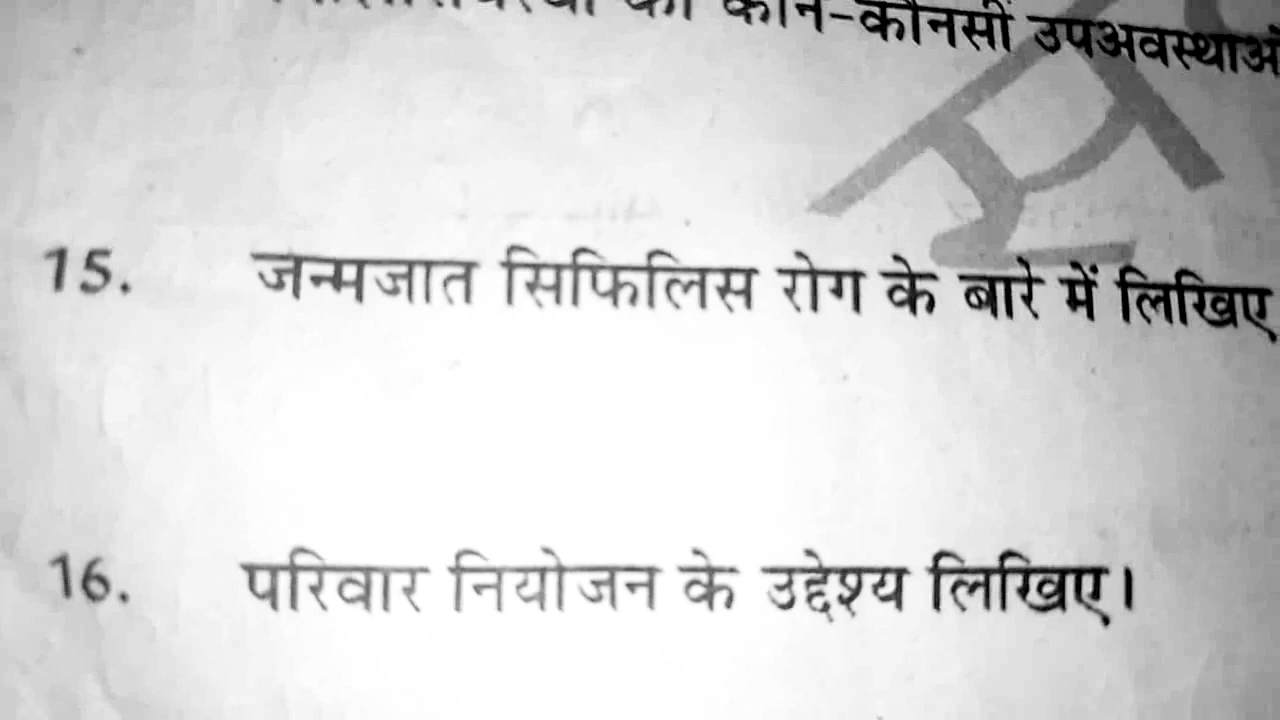 की कौन-कौनसी उपअवस्थाओं
15. जन्मजात सिफिलिस रोग के बारे में लिखिए
16. परिवार नियोजन के उद्देश्य लिखिए।